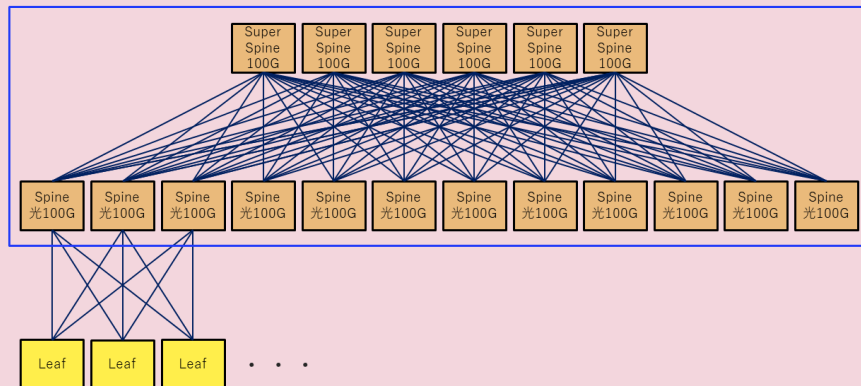 Super Super Super Super Super Super
Spine Spine Spine Spine Spine Spine
100G 100G 100G 100G 100G 100G
Spine Spine Spine Spine Spine Spine Spine Spine Spine Spine Spine Spine
光100G 光100G 光100G 光100G 光100G 光100G 光100G 光100G 光100G 光100G 光100G 光100G
Leaf Leaf Leaf ・・・